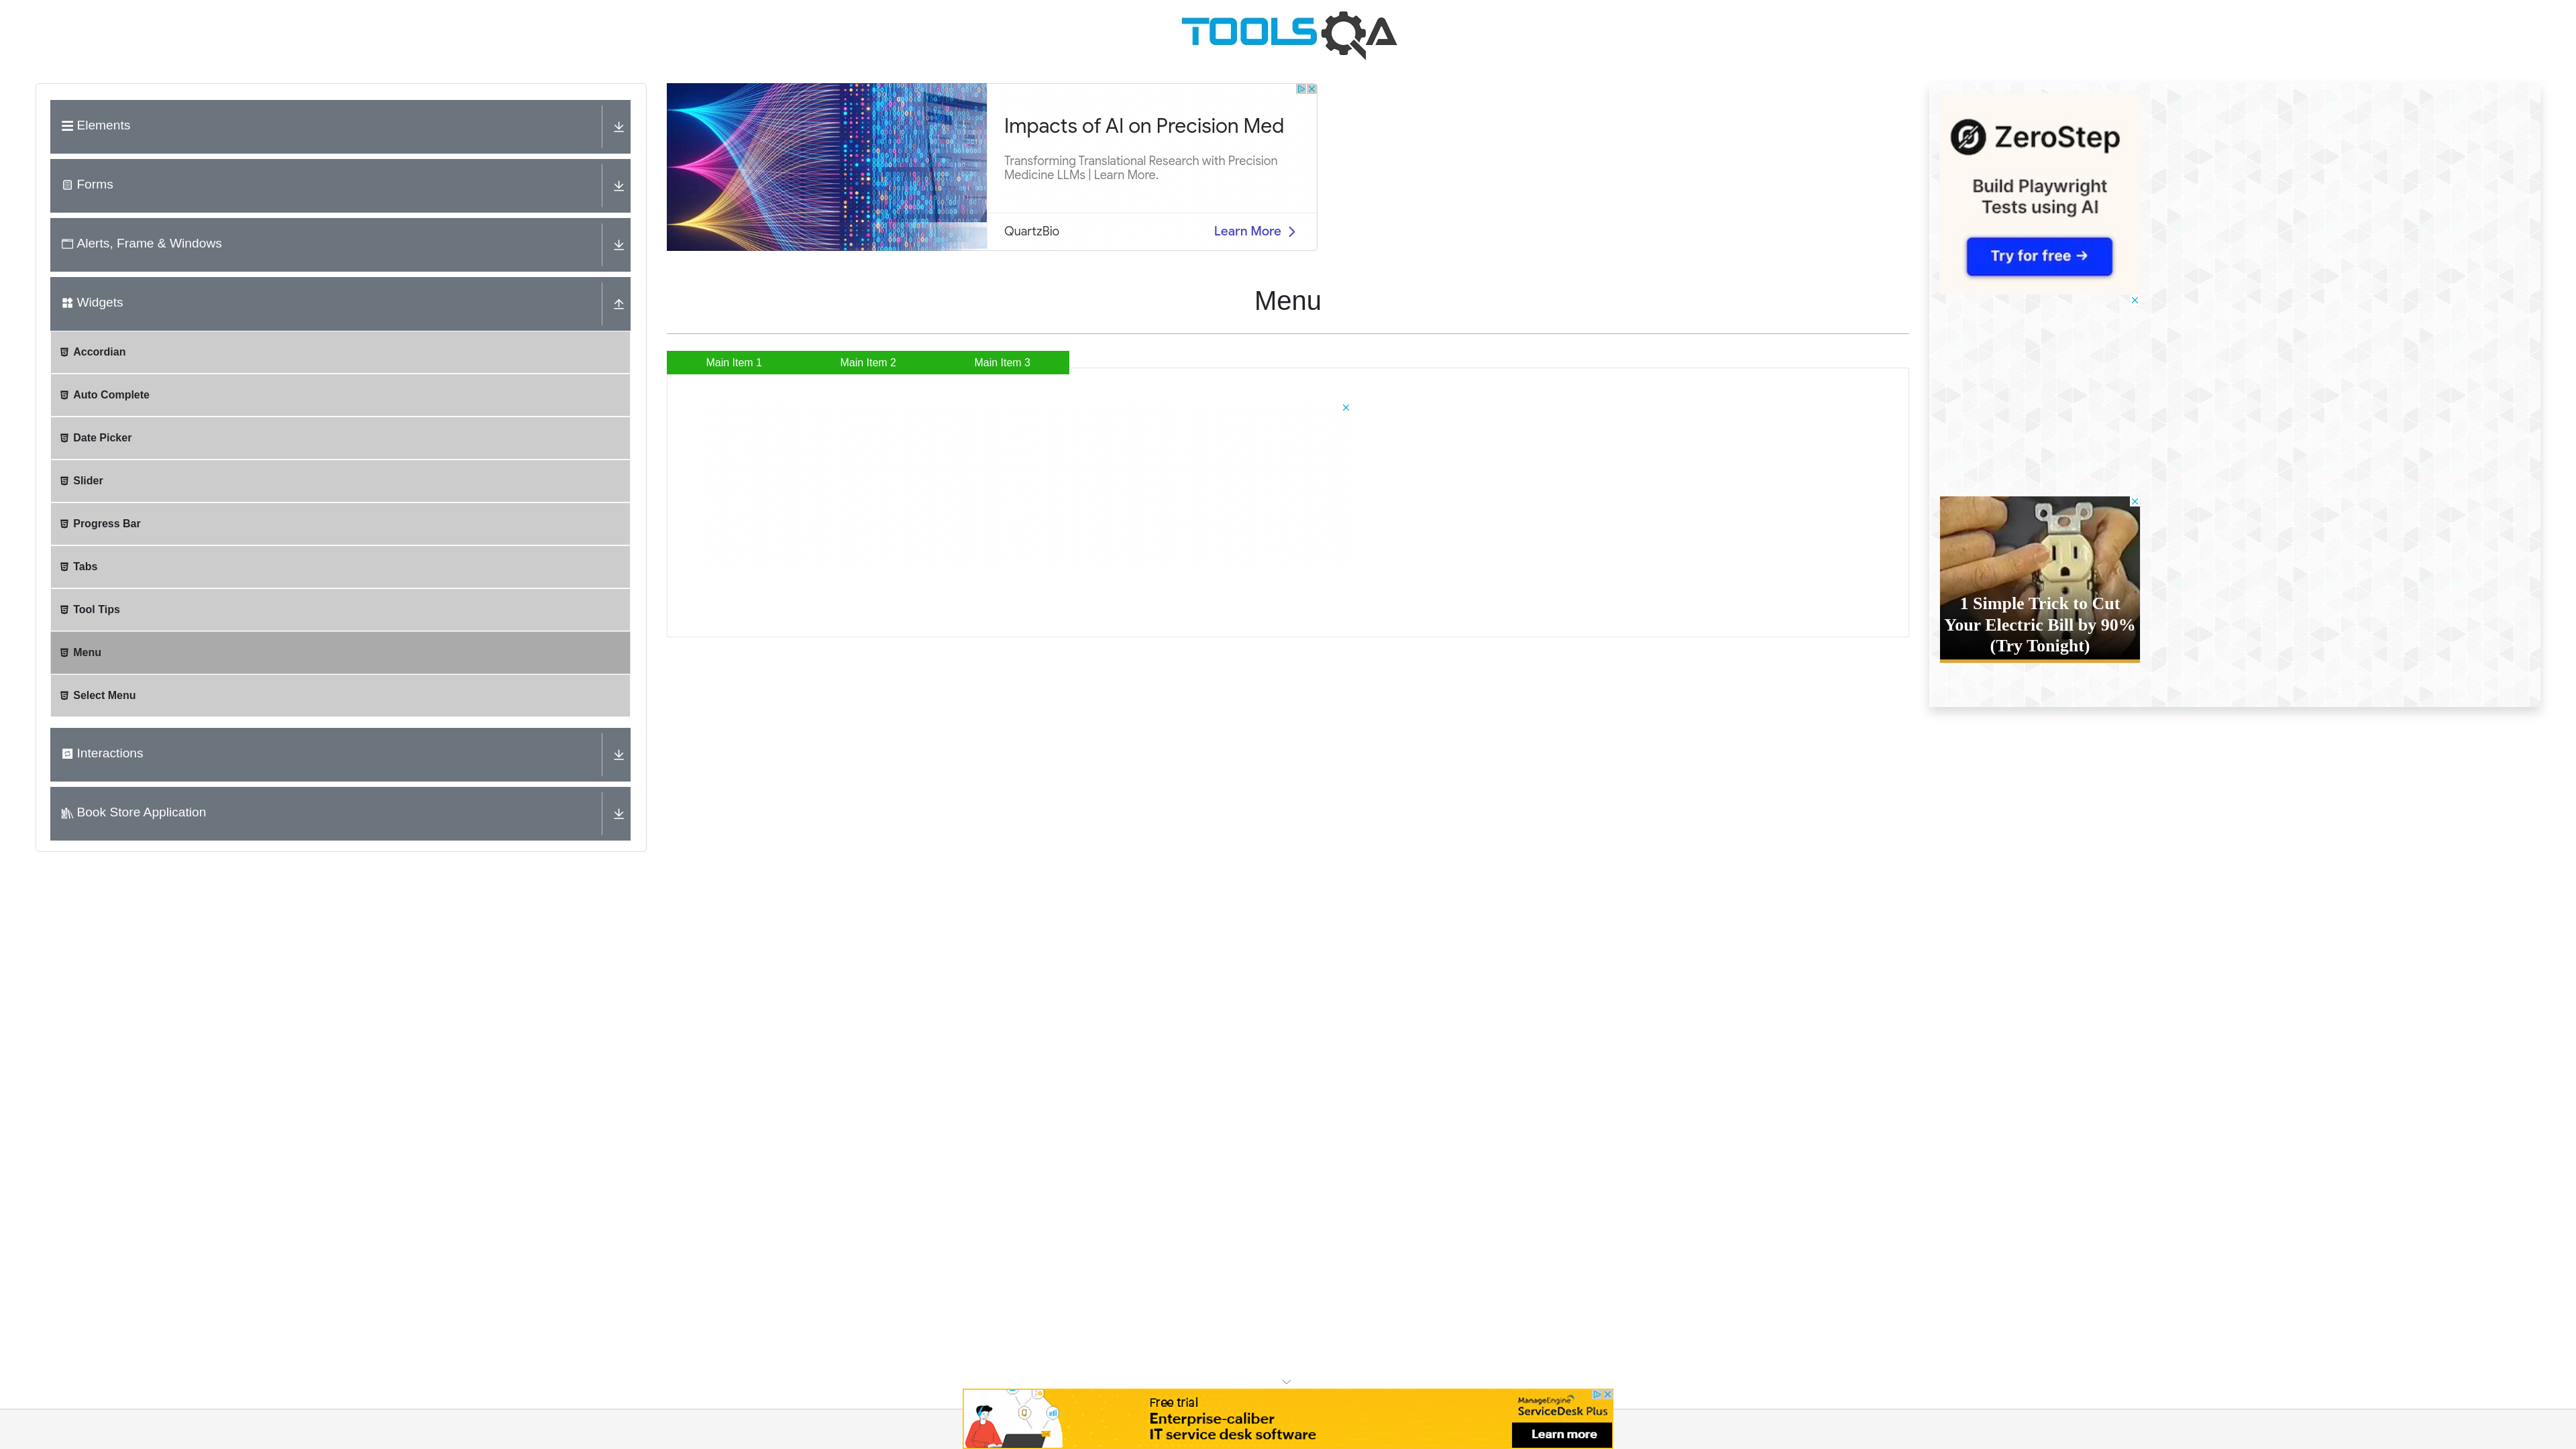 TOOLSQA
Elements
Forms
Alerts, Frame & Windows
Widgets
Accordian
Auto Complete
Date Picker
Slider
Progress Bar
Tabs
Tool Tips
Menu
Select Menu
Interactions
Book Store Application
Impacts of AI on Precision Med
Transforming Translational Research with Precision
Medicine LLMs | Learn More.
QuartzBio
Learn More
Menu
Main Item 1
Main Item 2
Main Item 3
ZeroStep
Build Playwright
Tests using AI
Try for free →
1 Simple Trick to Cut
Your Electric Bill by 90%
(Try Tonight)
Free trial
Enterprise-caliber
IT service desk software
ManageEngine
ServiceDesk Plus
Learn more